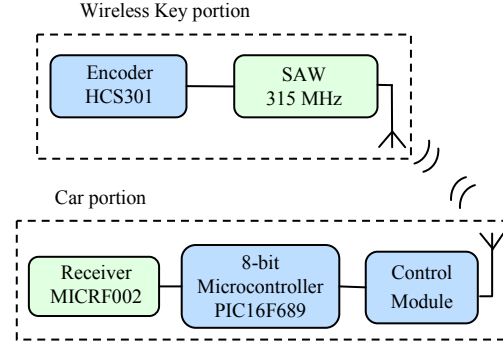 Wireless Key portion
Encoder
HCS301
SAW
315 MHz
Car portion
Receiver
MICRF002
8-bit
Microcontroller
PIC16F689
Control
Module